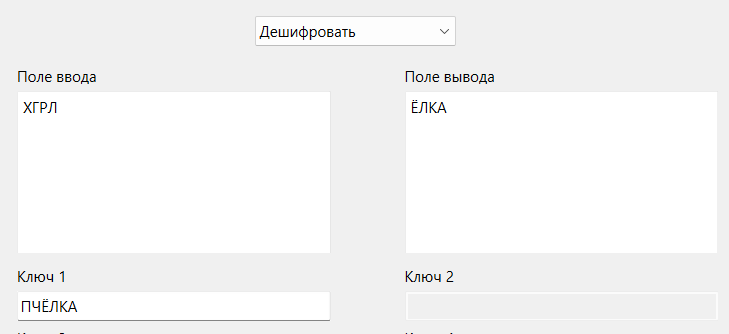 Дешифровать
Поле ввода
Поле вывода
ХГРЛ
ЁЛКА
Ключ 1
Ключ 2
ПЧЁЛКА